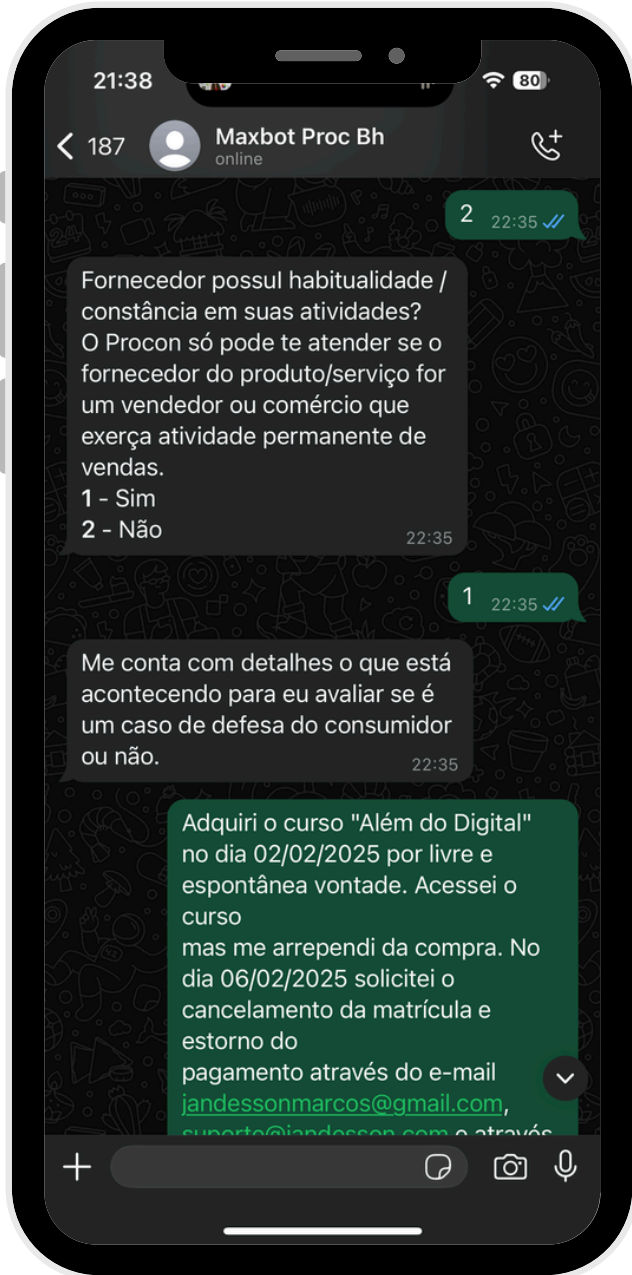 21:38
80
187
Maxbot Proc Bh
online
2
22:35
Fornecedor possul habitualidade /
constância em suas atividades?
O Procon só pode te atender se o
fornecedor do produto/serviço for
um vendedor ou comércio que
exerça atividade permanente de
vendas.
1 - Sim
2 - Não
22:35
1
22:35
Me conta com detalhes o que está
acontecendo para eu avaliar se é
um caso de defesa do consumidor
ou não.
22:35
Adquiri o curso "Além do Digital"
no dia 02/02/2025 por livre e
espontânea vontade. Acessei o
curso
mas me arrependi da compra. No
dia 06/02/2025 solicitei o
cancelamento da matrícula e
estorno do
pagamento através do e-mail
jandessonmarcos@gmail.com,
suporte@jandesson.com e através